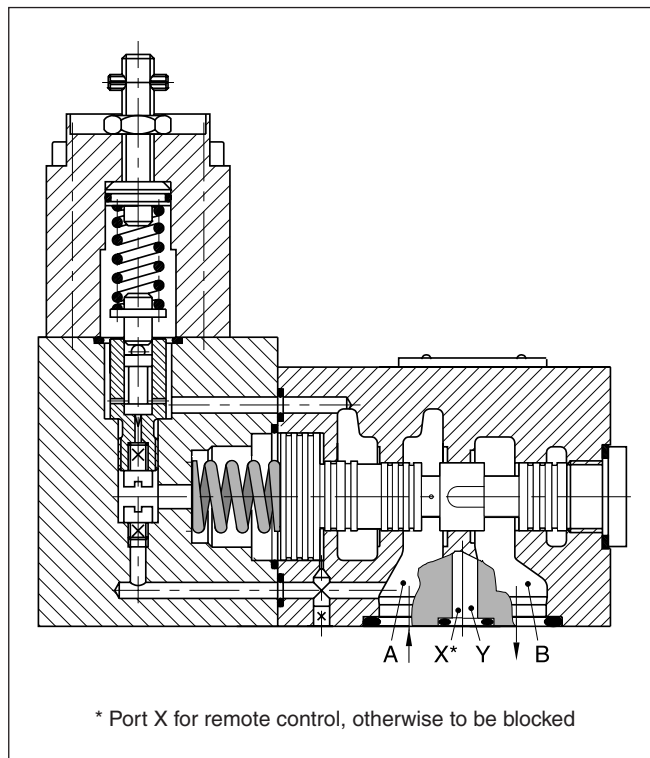 A X* Y B
* Port X for remote control, otherwise to be blocked